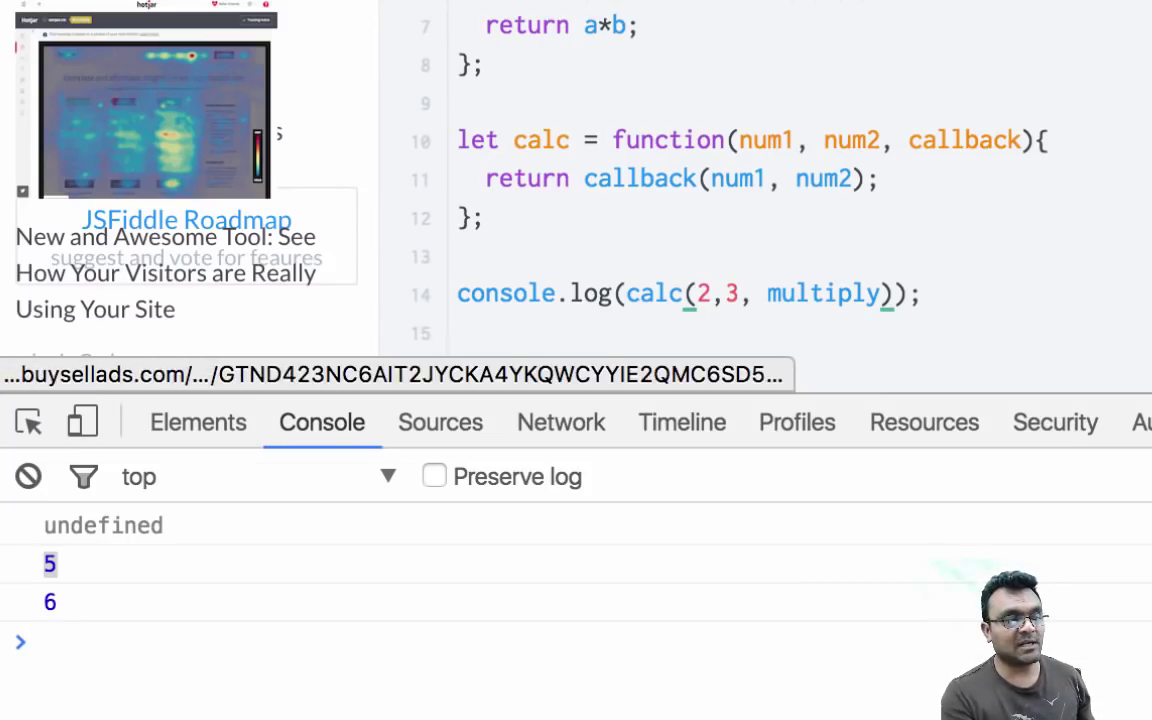 hotjar
Hotjar
s
JSFiddle Roadmap
suggest and vote for feaures
New and Awesome Tool: See
How Your Visitors are Really
Using Your Site
7 return a*b;
8 };
9
10 let calc = function(num1, num2, callback){
11 return callback(num1, num2);
12 };
13
14 console.log(calc(2,3, multiply));
15
...buysellads.com/.../GTND423NC6AIT2JYCKA4YKQWCYYIE2QMC6SD5...
Elements Console Sources Network Timeline Profiles Resources Security Au
top Preserve log
undefined
5
6